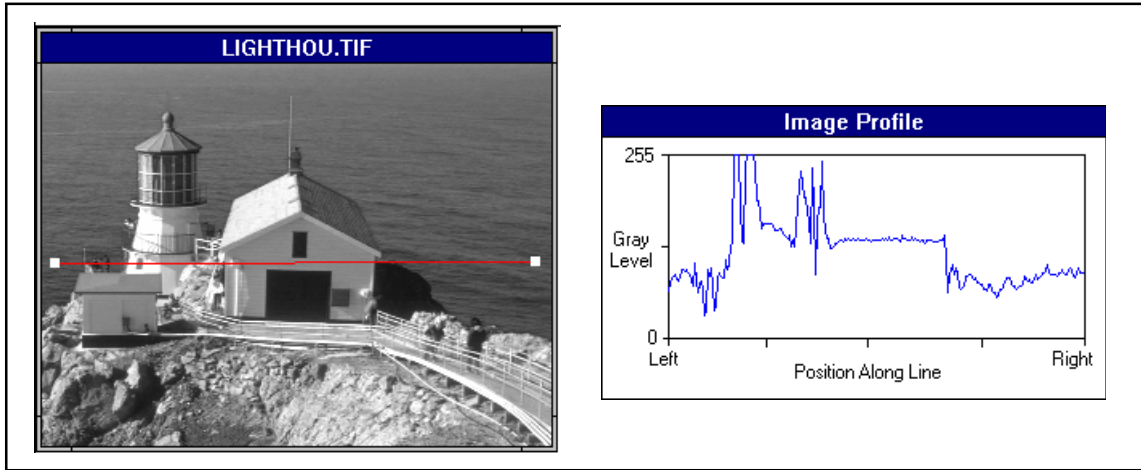 LIGHTHOU.TIF
Image Profile
255
Gray
Level
0
Left
Right
Position Along Line